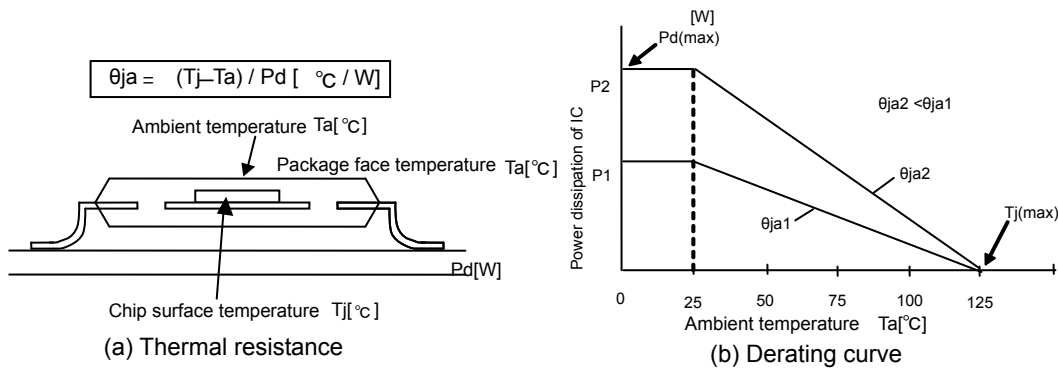 θja = (Tj–Ta) / Pd [ °C / W]
Ambient temperature Ta[°C]
Package face temperature Ta[°C]
Pd[W]
Chip surface temperature Tj[°C]
(a) Thermal resistance
[W]
Pd(max)
P2
θja2 <θja1
Power dissipation of IC
P1
θja2
θja1
Tj(max)
0 25 50 75 100 125
Ambient temperature Ta[°C]
(b) Derating curve